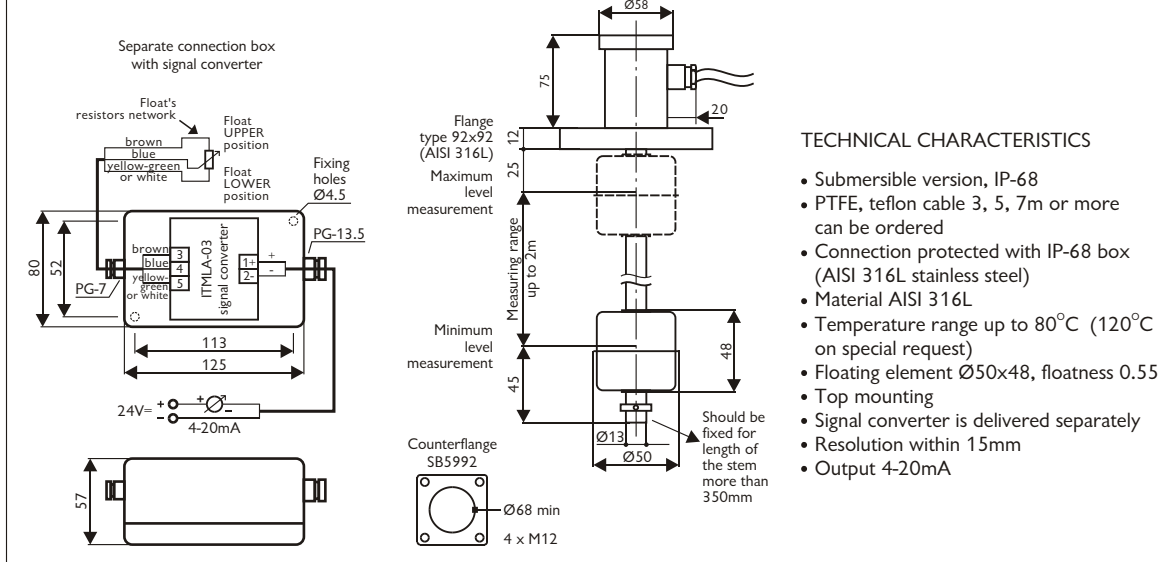 Separate connection box
with signal converter
Float's
resistors network
Float
UPPER
position
brown
blue
yellow-green
or white
Float
LOWER
position
Fixing
holes
Ø4.5
PG-13.5
80
52
brown
blue
yellow-
green
or white
3
4
5
ITMLA-03
signal converter
1+
2-
+
-
PG-7
113
125
24V=
+
-
+
-
4-20mA
57
Ø58
75
20
Flange
type 92x92
(AISI 316L)
12
25
Maximum
level
measurement
Measuring range
up to 2m
Minimum
level
measurement
45
48
Ø13
Ø50
Should be
fixed for
length of
the stem
more than
350mm
Counterflange
SB5992
Ø68 min
4 x M12
TECHNICAL CHARACTERISTICS
• Submersible version, IP-68
• PTFE, teflon cable 3, 5, 7m or more
can be ordered
• Connection protected with IP-68 box
(AISI 316L stainless steel)
• Material AISI 316L
• Temperature range up to 80°C (120°C
on special request)
• Floating element Ø50x48, floatness 0.55
• Top mounting
• Signal converter is delivered separately
• Resolution within 15mm
• Output 4-20mA